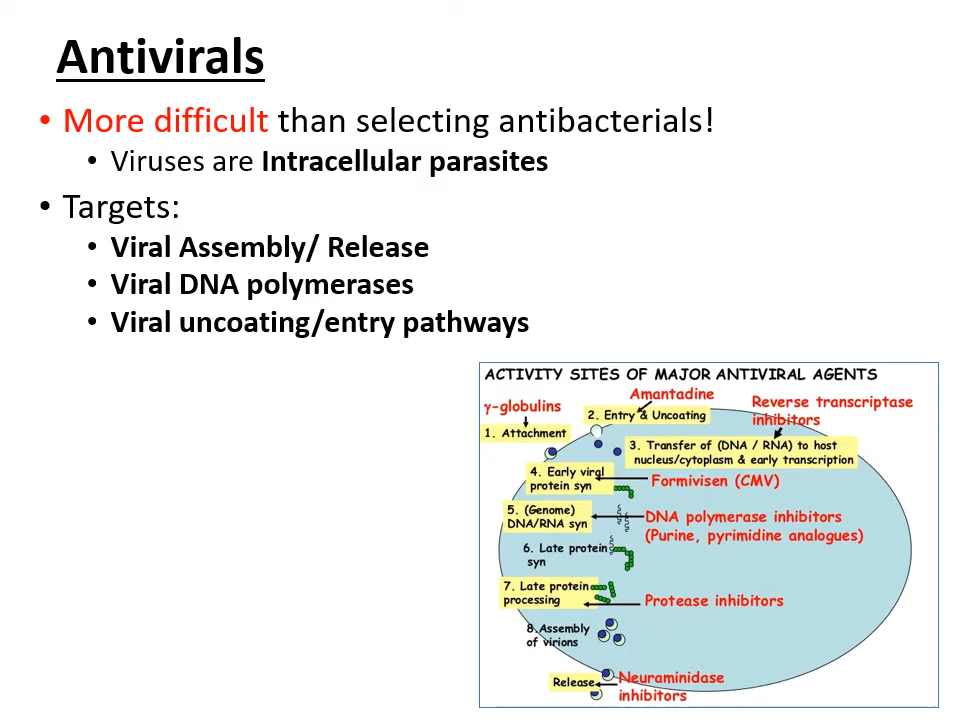 Antivirals
• More difficult than selecting antibacterials!
• Viruses are Intracellular parasites
• Targets:
• Viral Assembly/ Release
• Viral DNA polymerases
• Viral uncoating/entry pathways
ACTIVITY SITES OF MAJOR ANTIVIRAL AGENTS
Amantadine
γ-globulins
Reverse transcriptase
inhibitors
2. Entry & Uncoating
1. Attachment
3. Transfer of (DNA / RNA) to host
nucleus/cytoplasm & early transcription
4. Early viral
protein syn
Formivisen (CMV)
5. (Genome)
DNA/RNA syn
DNA polymerase inhibitors
(Purine, pyrimidine analogues)
6. Late protein
syn
7. Late protein
processing
Protease inhibitors
8.Assembly
of virions
Release
Neuraminidase
inhibitors